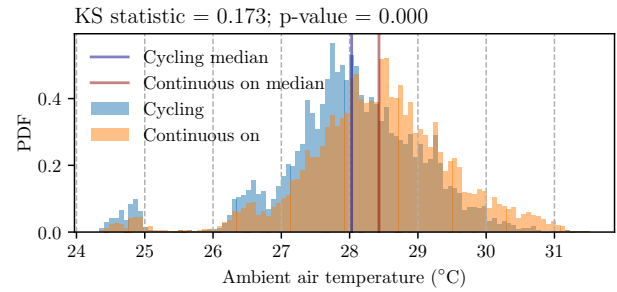 KS statistic = 0.173; p-value = 0.000
Cycling median
Continuous on median
Cycling
Continuous on
PDF
0.4
0.2
0.0
24 25 26 27 28 29 30 31
Ambient air temperature (°C)